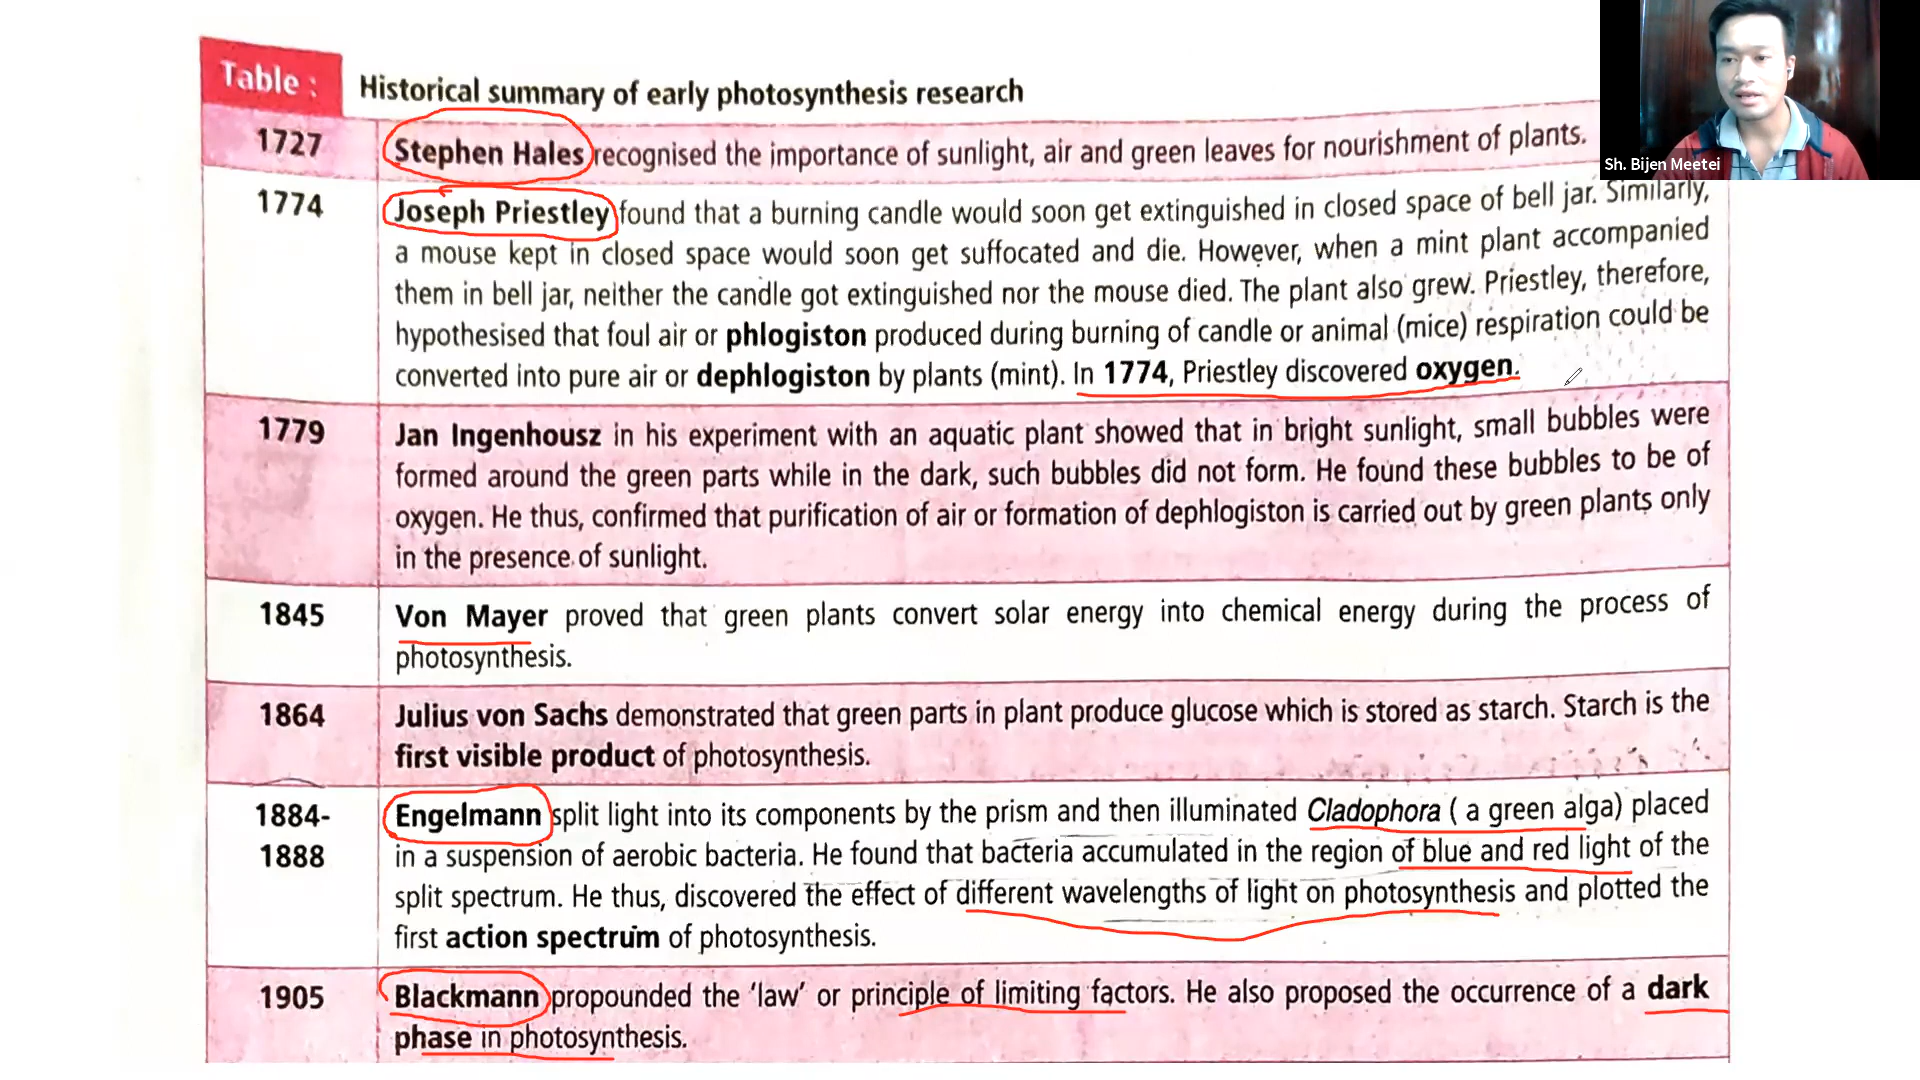 Table :
Historical summary of early photosynthesis research
Sh. Bijen Meetei
1727
Stephen Hales recognised the importance of sunlight, air and green leaves for nourishment of plants.
1774
Joseph Priestley found that a burning candle would soon get extinguished in closed space of bell jar. Similarly,
a mouse kept in closed space would soon get suffocated and die. However, when a mint plant accompanied
them in bell jar, neither the candle got extinguished nor the mouse died. The plant also grew. Priestley, therefore,
hypothesised that foul air or phlogiston produced during burning of candle or animal (mice) respiration could be
converted into pure air or dephlogiston by plants (mint). In 1774, Priestley discovered oxygen.
1779
Jan Ingenhousz in his experiment with an aquatic plant showed that in bright sunlight, small bubbles were
formed around the green parts while in the dark, such bubbles did not form. He found these bubbles to be of
oxygen. He thus, confirmed that purification of air or formation of dephlogiston is carried out by green plants only
in the presence of sunlight.
1845
Von Mayer proved that green plants convert solar energy into chemical energy during the process of
photosynthesis.
1864
Julius von Sachs demonstrated that green parts in plant produce glucose which is stored as starch. Starch is the
first visible product of photosynthesis.
1884-
1888
Engelmann split light into its components by the prism and then illuminated Cladophora ( a green alga) placed
in a suspension of aerobic bacteria. He found that bacteria accumulated in the region of blue and red light of the
split spectrum. He thus, discovered the effect of different wavelengths of light on photosynthesis and plotted the
first action spectrum of photosynthesis.
1905
Blackmann propounded the 'law' or principle of limiting factors. He also proposed the occurrence of a dark
phase in photosynthesis.